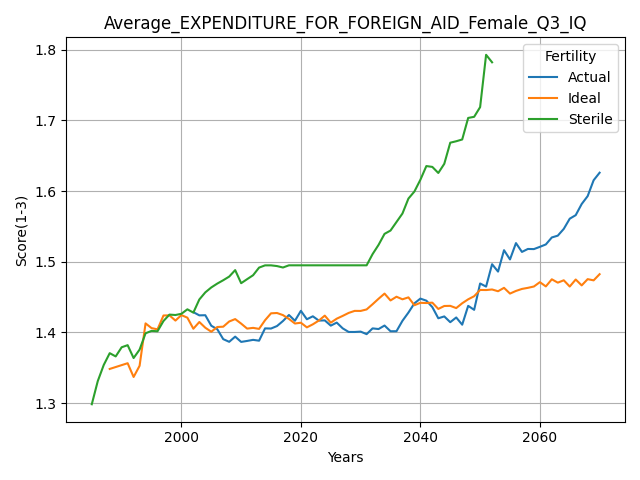 Average_EXPENDITURE_FOR_FOREIGN_AID_Female_Q3_IQ
Fertility
Actual
Ideal
Sterile
Score(1-3)
1.8
1.7
1.6
1.5
1.4
1.3
2000
2020
2040
2060
Years